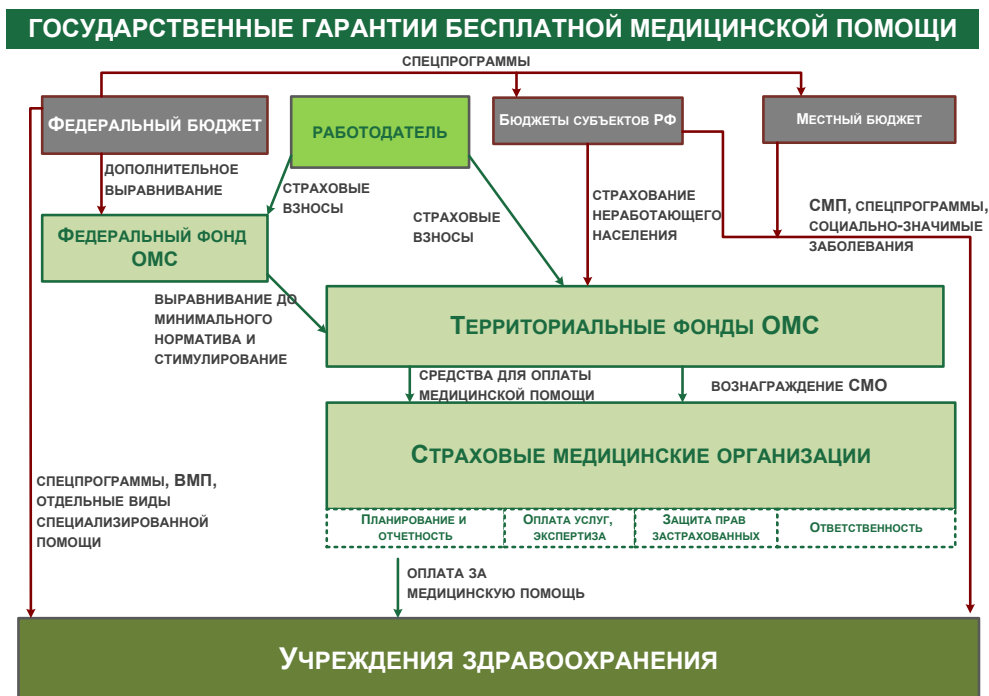 ГОСУДАРСТВЕННЫЕ ГАРАНТИИ БЕСПЛАТНОЙ МЕДИЦИНСКОЙ ПОМОЩИ
СПЕЦПРОГРАММЫ
ФЕДЕРАЛЬНЫЙ БЮДЖЕТ
РАБОТОДАТЕЛЬ
БЮДЖЕТЫ СУБЪЕКТОВ РФ
МЕСТНЫЙ БЮДЖЕТ
ДОПОЛНИТЕЛЬНОЕ
ВЫРАВНИВАНИЕ
СТРАХОВЫЕ
ВЗНОСЫ
СТРАХОВЫЕ
ВЗНОСЫ
СТРАХОВАНИЕ
НЕРАБОТАЮЩЕГО
НАСЕЛЕНИЯ
СМП, СПЕЦПРОГРАММЫ,
СОЦИАЛЬНО-ЗНАЧИМЫЕ
ЗАБОЛЕВАНИЯ
ФЕДЕРАЛЬНЫЙ ФОНД
ОМС
ВЫРАВНИВАНИЕ ДО
МИНИМАЛЬНОГО
НОРМАТИВА И
СТИМУЛИРОВАНИЕ
ТЕРРИТОРИАЛЬНЫЕ ФОНДЫ ОМС
СРЕДСТВА ДЛЯ ОПЛАТЫ
МЕДИЦИНСКОЙ ПОМОЩИ
ВОЗНАГРАЖДЕНИЕ СМО
СТРАХОВЫЕ МЕДИЦИНСКИЕ ОРГАНИЗАЦИИ
СПЕЦПРОГРАММЫ, ВМП,
ОТДЕЛЬНЫЕ ВИДЫ
СПЕЦИАЛИЗИРОВАННОЙ
ПОМОЩИ
ПЛАНИРОВАНИЕ И
ОТЧЕТНОСТЬ
ОПЛАТА УСЛУГ,
ЭКСПЕРТИЗА
ЗАЩИТА ПРАВ
ЗАСТРАХОВАННЫХ
ОТВЕТСТВЕННОСТЬ
ОПЛАТА ЗА
МЕДИЦИНСКУЮ ПОМОЩЬ
УЧРЕЖДЕНИЯ ЗДРАВООХРАНЕНИЯ